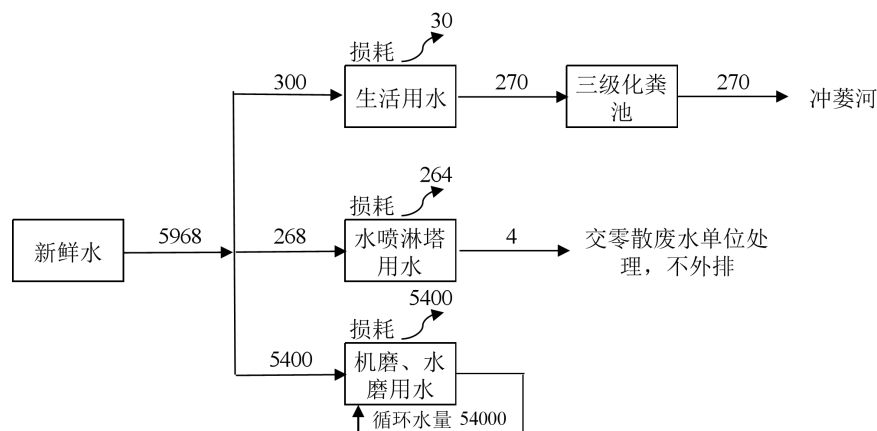 30
损耗
300
生活用水
270
三级化粪
池
270
冲蒌河
264
损耗
新鲜水
5968
268
水喷淋塔
用水
4
交零散废水单位处
理，不外排
5400
损耗
5400
机磨、水
磨用水
循环水量 54000